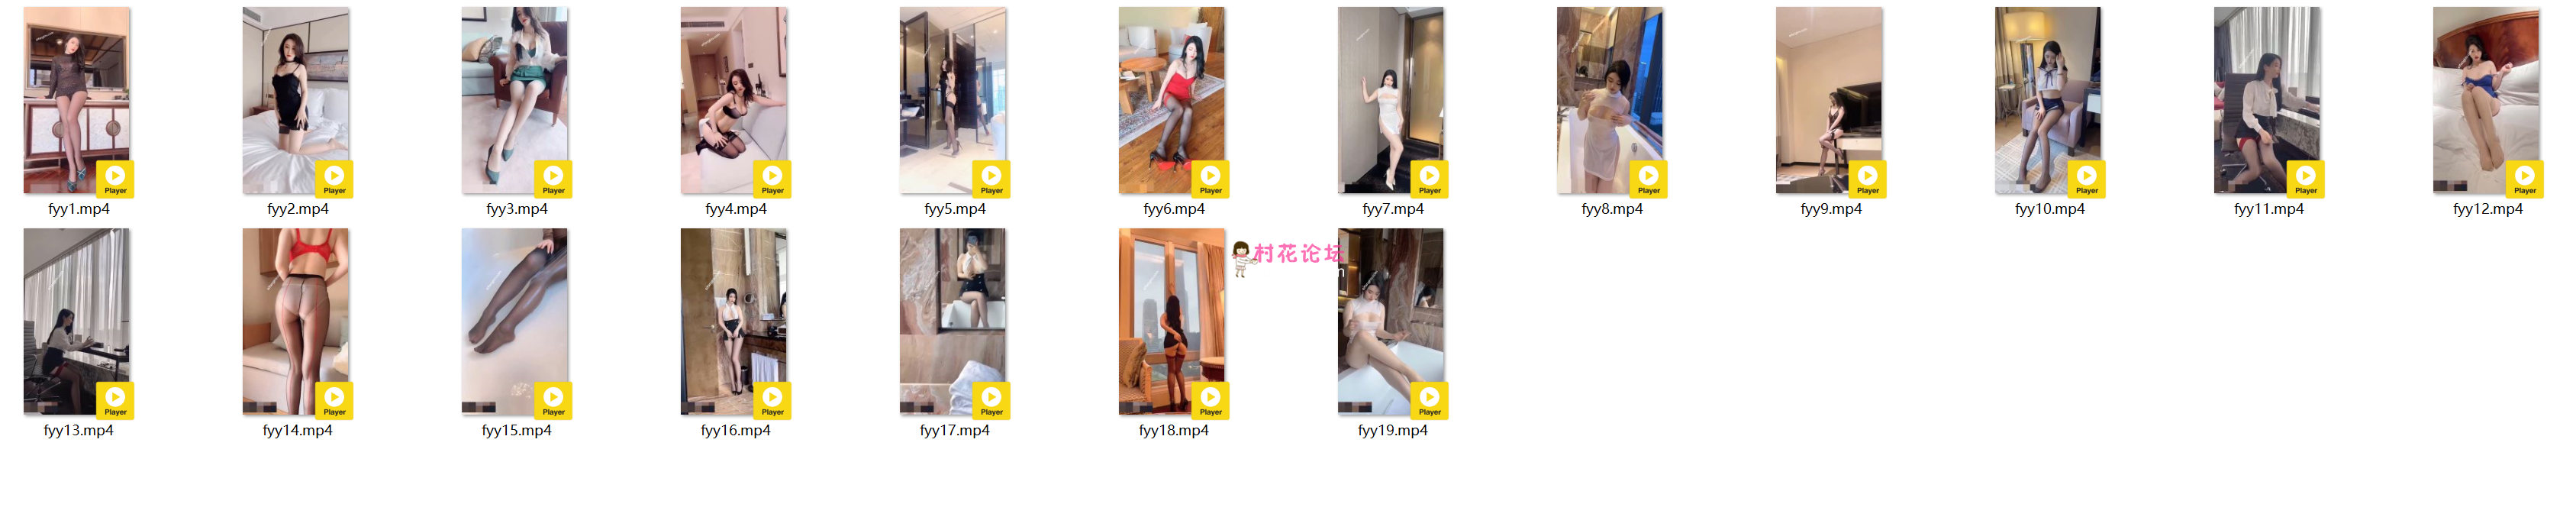 Player
Player
Player
Player
Player
Player
Player
Player
Player
Player
Player
Player
fyy1.mp4
fyy2.mp4
fyy3.mp4
fyy4.mp4
fyy5.mp4
fyy6.mp4
fyy7.mp4
fyy8.mp4
fyy9.mp4
fyy10.mp4
fyy11.mp4
fyy12.mp4
村花论坛
Player
Player
Player
Player
Player
Player
Player
fyy13.mp4
fyy14.mp4
fyy15.mp4
fyy16.mp4
fyy17.mp4
fyy18.mp4
fyy19.mp4